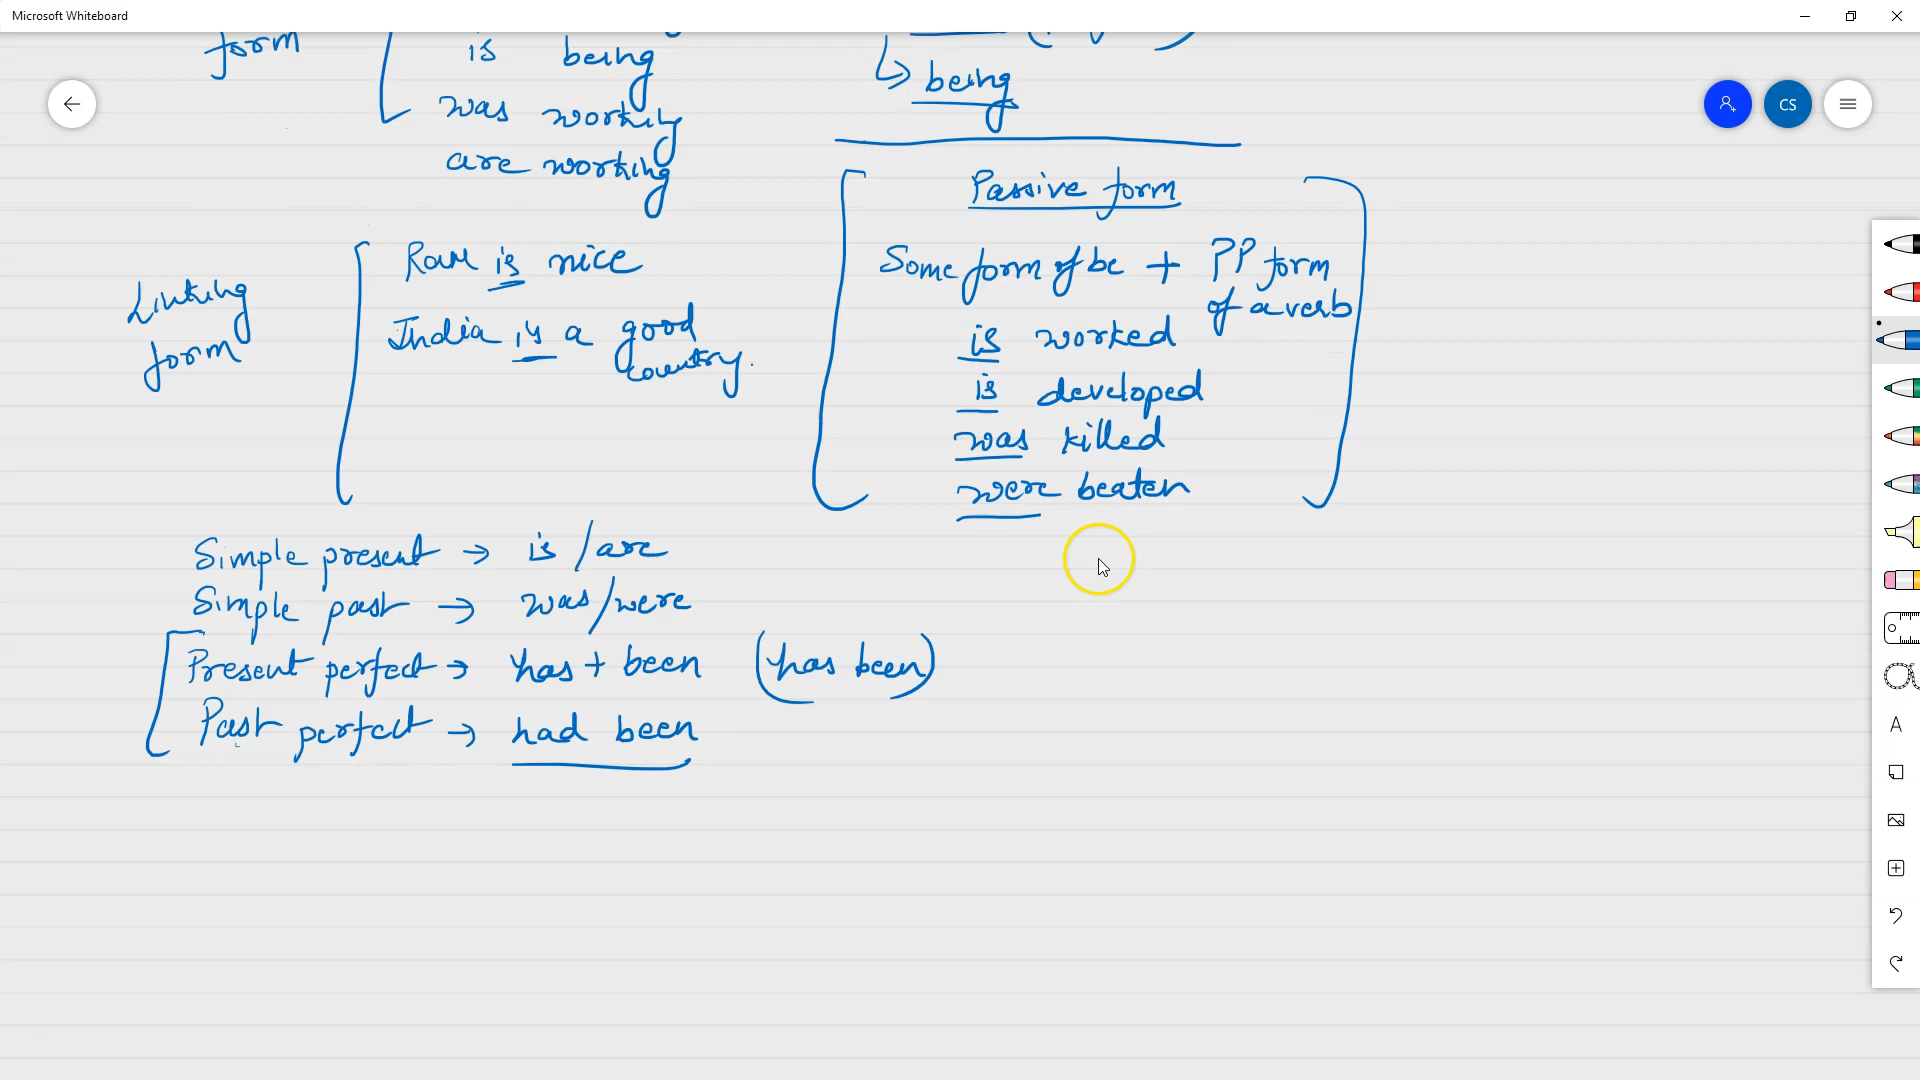 Microsoft Whiteboard
form
is being
was working
are working
being
CS
Passive form
Some form of be + PP form
of a verb
is worked
is developed
was killed
were beaten
Linking
form
Ram is nice
India is a good
country.
Simple present → is/are
Simple past → was/were
Present perfect → has + been (has been)
Past perfect → had been
A